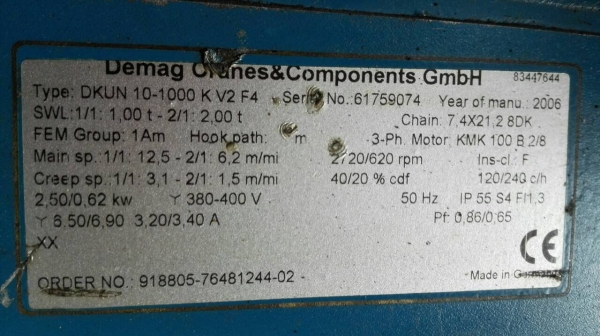 Demag Cranes&Components GmbH 83447644
Type: DKUN 10-1000 K V2 F4 Serial No.:61759074 Year of manu.: 2006
SWL:1/1: 1,00 t - 2/1: 2,00 t Chain: 7,4X21,2 8DK
FEM Group: 1Am Hook path: m 3-Ph. Motor: KMK 100 B 2/8
Main sp.:1/1: 12,5 - 2/1: 6,2 m/mi /620 rpm Ins-cl.: F
Creep sp.:1/1: 3,1 - 2/1: 1,5 m/mi 40/20 % cdf 120/240 c/h
2,50/0,62 kw Y 380-400 V 50 Hz IP 55 S4 FI1,3
Y 6,50/6,90 3,20/3,40 A Pf: 0,86/0,65
XX
CE
ORDER NO.: 918805-76481244-02 Made in Germany